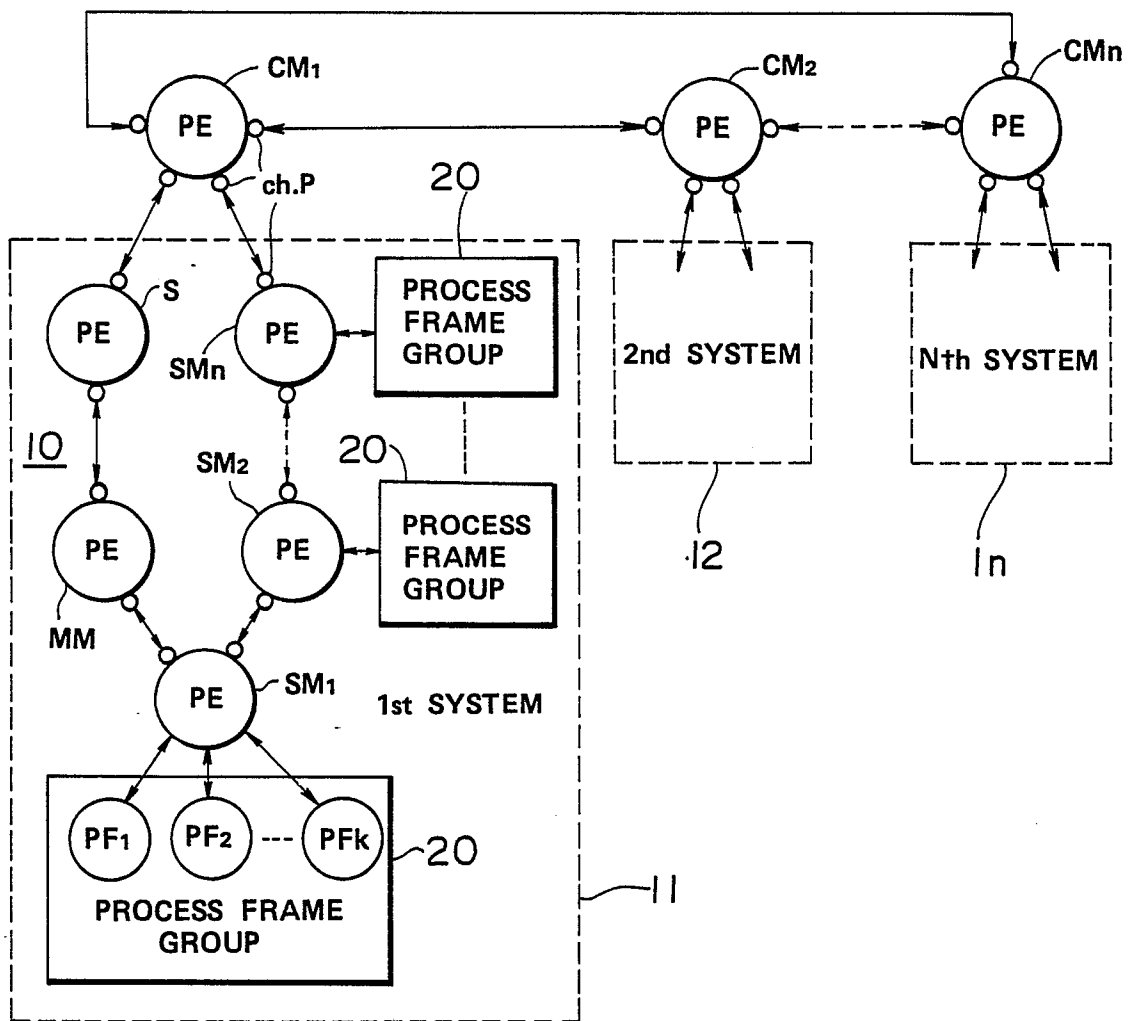 CM1
CM2
CMn
PE
PE
PE
ch.P
20
S
PE
PE
SMn
PROCESS
FRAME
GROUP
2nd SYSTEM
Nth SYSTEM
10
SM2
20
PE
PE
PROCESS
FRAME
GROUP
12
1n
MM
PE
SM1
1st SYSTEM
PF1
PF2
---
PFk
20
11
PROCESS FRAME
GROUP